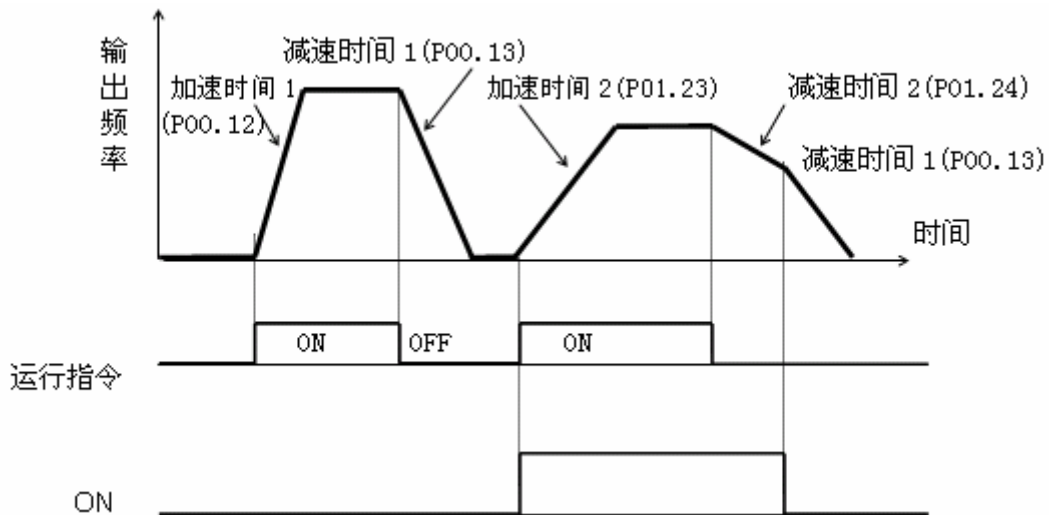 输出频率
减速时间 1(P00.13)
加速时间 1
(P00.12)
加速时间 2(P01.23)
减速时间 2(P01.24)
减速时间 1(P00.13)
时间
ON
OFF
ON
运行指令
ON